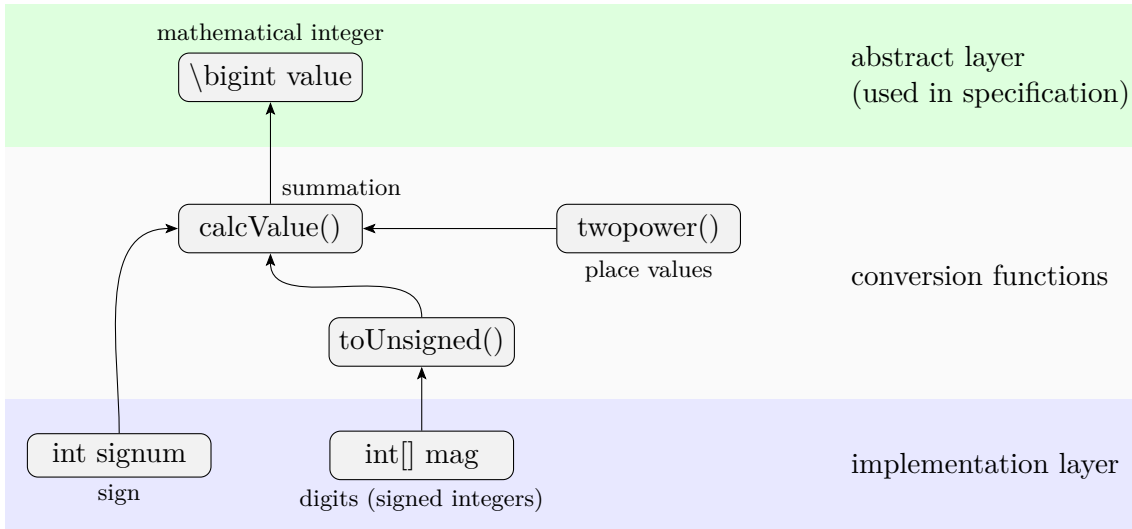 mathematical integer
\bigint value
abstract layer
(used in specification)
summation
calcValue()
twopower()
place values
conversion functions
toUnsigned()
int signum
sign
int[] mag
digits (signed integers)
implementation layer